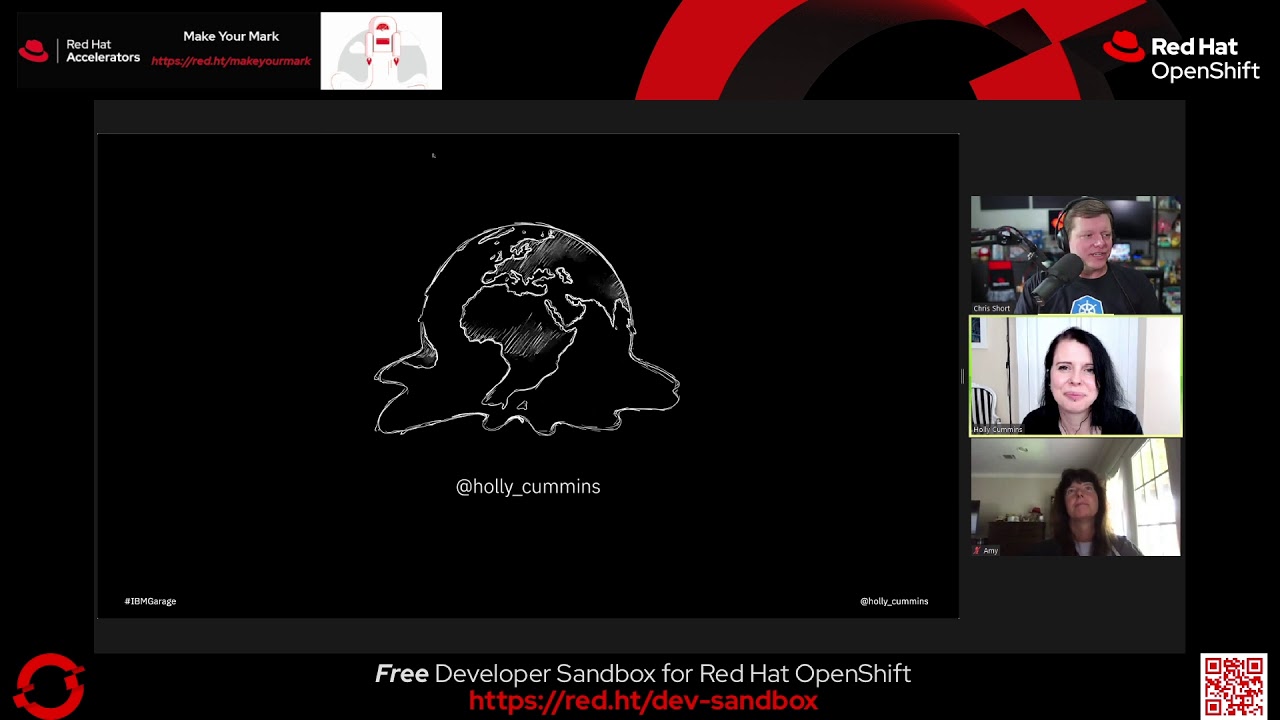 Red Hat
Accelerators
Make Your Mark
https://red.ht/makeyourmark
Red Hat
OpenShift
@holly_cummins
#IBMGarage
@holly_cummins
Chris Short
Holly Cummins
Amy
Free Developer Sandbox for Red Hat OpenShift
https://red.ht/dev-sandbox